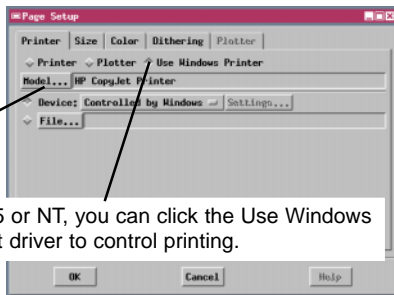 Page Setup
Printer Size Color Dithering Plotter
Printer Plotter Use Windows Printer
Model... HP CopyJet Printer
Device: Controlled by Windows Settings...
File...
or NT, you can click the Use Windows
driver to control printing.
OK Cancel Help